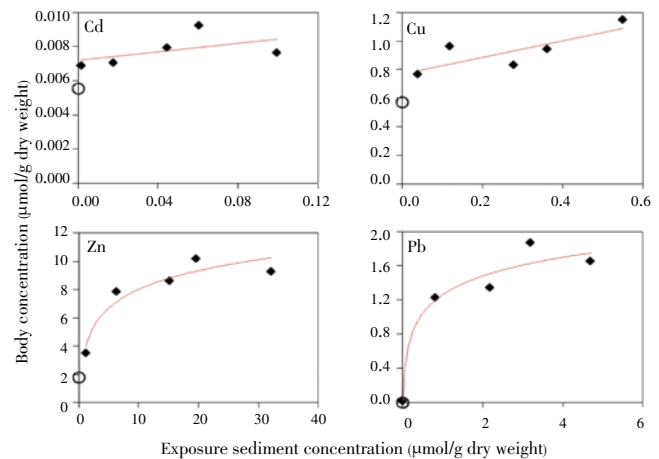 Body concentration (μmol/g dry weight)
Cd
0.010
0.008
0.006
0.004
0.002
0.000
0.00 0.04 0.08 0.12
Cu
1.2
1.0
0.8
0.6
0.4
0.2
0.0
0.0 0.2 0.4 0.6
Zn
12
10
8
6
4
2
0
0 10 20 30 40
Pb
2.0
1.6
1.2
0.8
0.4
0.0
0 2 4 6
Exposure sediment concentration (μmol/g dry weight)